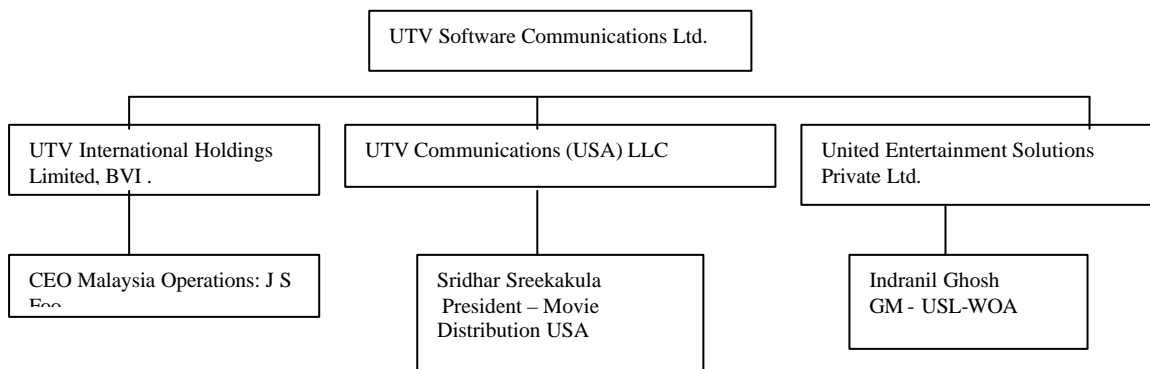 UTV Software Communications Ltd.
UTV International Holdings
Limited, BVI .
UTV Communications (USA) LLC
United Entertainment Solutions
Private Ltd.
CEO Malaysia Operations: J S
Foo
Sridhar Sreekakula
President – Movie
Distribution USA
Indranil Ghosh
GM - USL-WOA